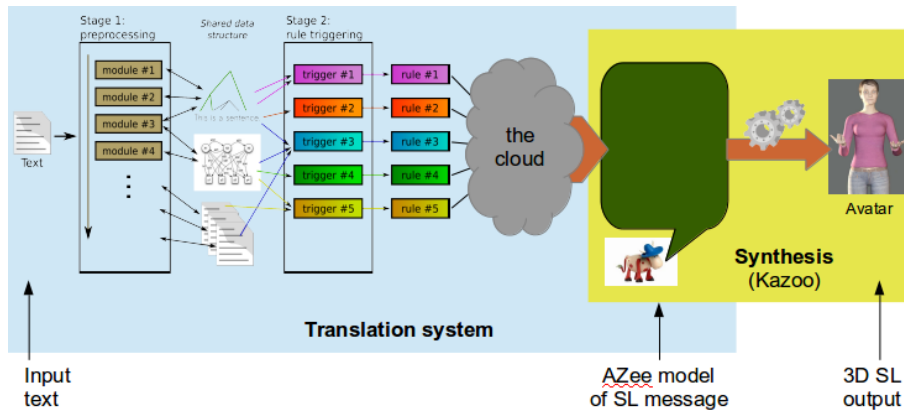 Stage 1:
preprocessing
Shared data
structure
Stage 2:
rule triggering
module #1
module #2
module #3
module #4
Text
This is a sentence
trigger #1
trigger #2
trigger #3
trigger #4
trigger #5
rule #1
rule #2
rule #3
rule #4
rule #5
the
cloud
Avatar
Synthesis
(Kazoo)
Translation system
Input
text
AZee model
of SL message
3D SL
output